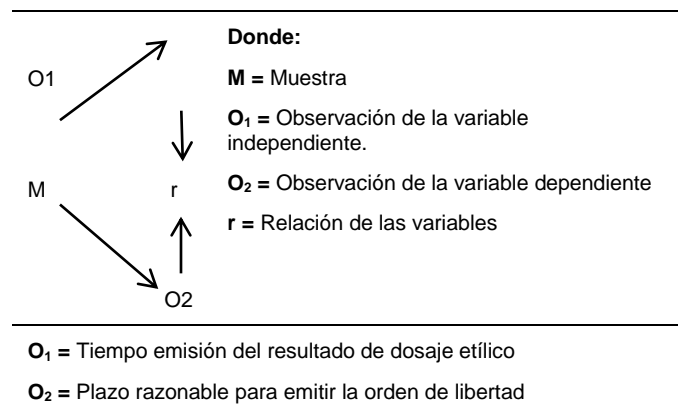 Donde:
O1
M = Muestra
O₁ = Observación de la variable
independiente.
M
r
O₂ = Observación de la variable dependiente
r = Relación de las variables
O2
O₁ = Tiempo emisión del resultado de dosaje etílico
O₂ = Plazo razonable para emitir la orden de libertad